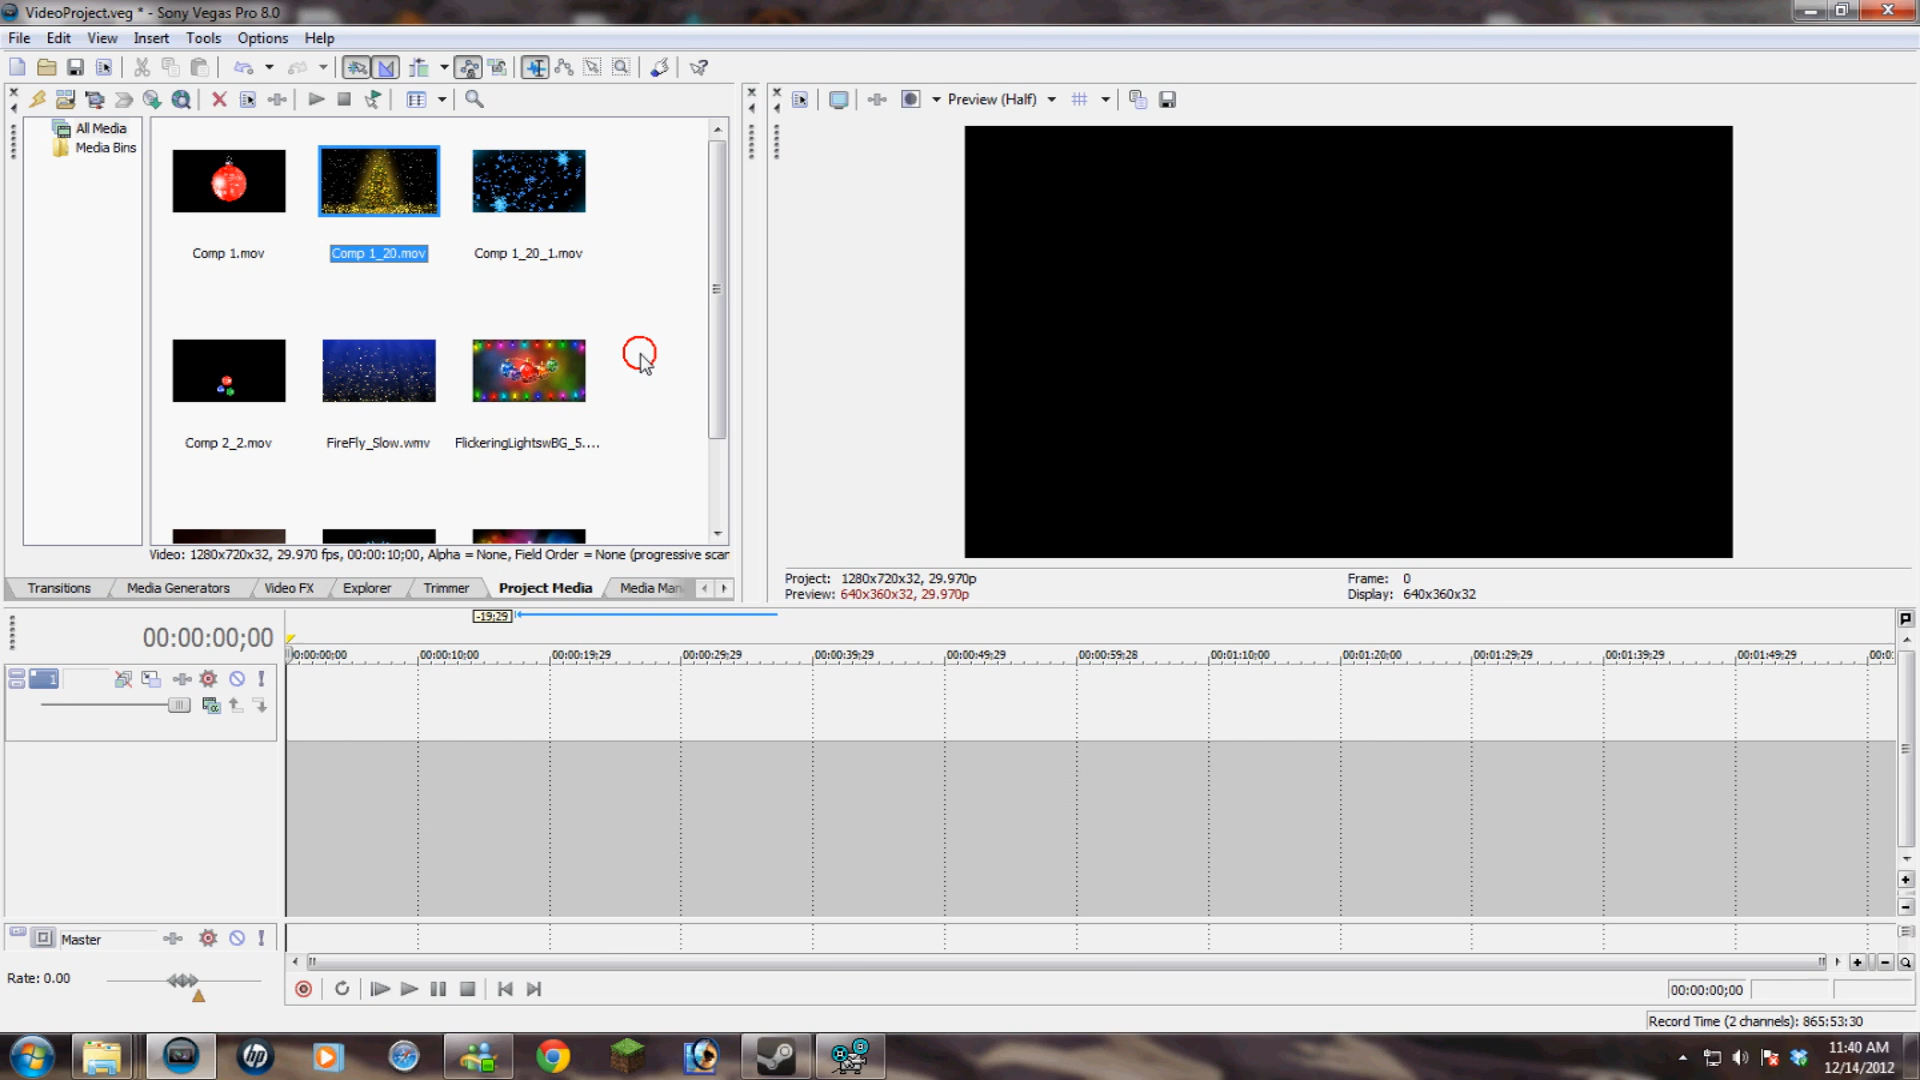 VideoProject.veg * - Sony Vegas Pro 8.0
File Edit View Insert Tools Options Help
Preview (Half)
All Media
Media Bins
Comp 1.mov
Comp 1_20.mov
Comp 1_20_1.mov
Comp 2_2.mov
FireFly_Slow.wmv
FlickeringLightswBG_5....
Video: 1280x720x32, 29.970 fps, 00:00:10;00, Alpha = None, Field Order = None (progressive scan
Transitions Media Generators Video FX Explorer Trimmer Project Media Media Man
Project: 1280x720x32, 29.970p
Preview: 640x360x32, 29.970p
Frame: 0
Display: 640x360x32
-19;29
00:00:00;00
0:00:00;00 00:00:10;00 00:00:19;29 00:00:29;29 00:00:39;29 00:00:49;29 00:00:59;28 00:01:10;00 00:01:20;00 00:01:29;29 00:01:39;29 00:01:49;29 00:0
1
Master
Rate: 0.00
00:00:00;00
Record Time (2 channels): 865:53:30
11:40 AM
12/14/2012